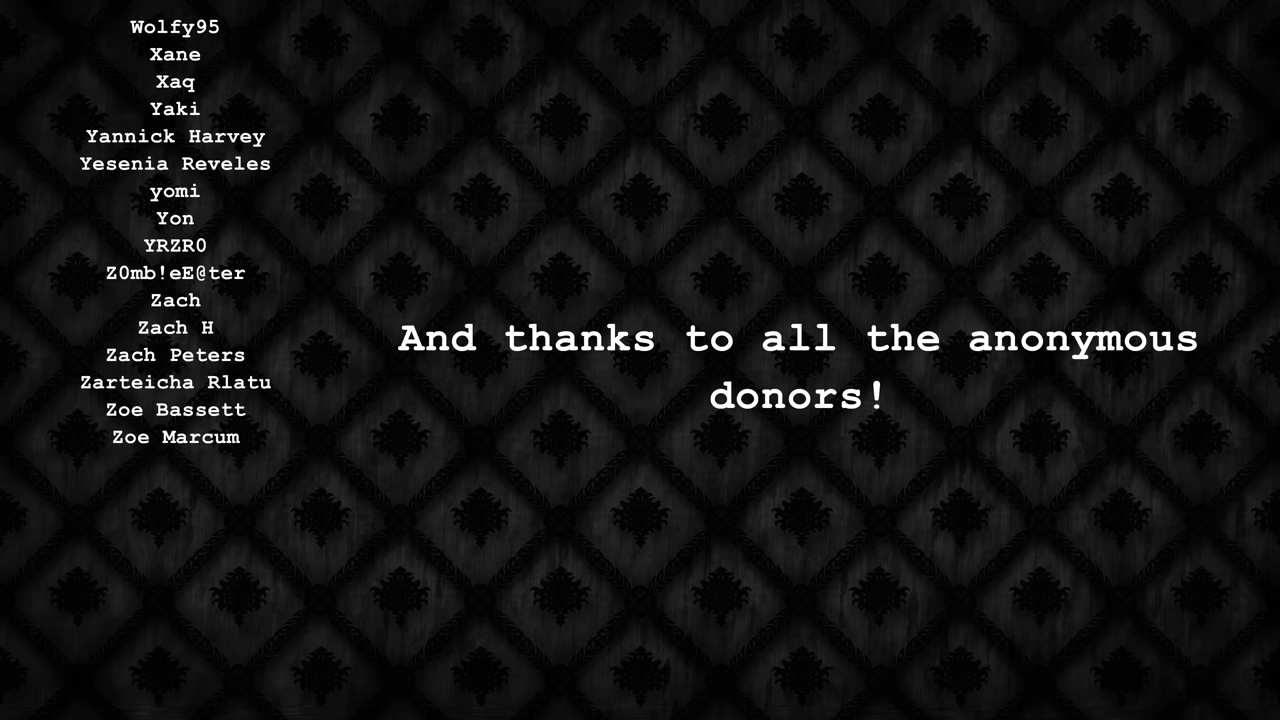 Wolfy95
Xane
Xaq
Yaki
Yannick Harvey
Yesenia Reveles
yomi
Yon
YRZR0
Z0mb!eE@ter
Zach
Zach H
Zach Peters
Zarteicha Rlatu
Zoe Bassett
Zoe Marcum
And thanks to all the anonymous
donors!